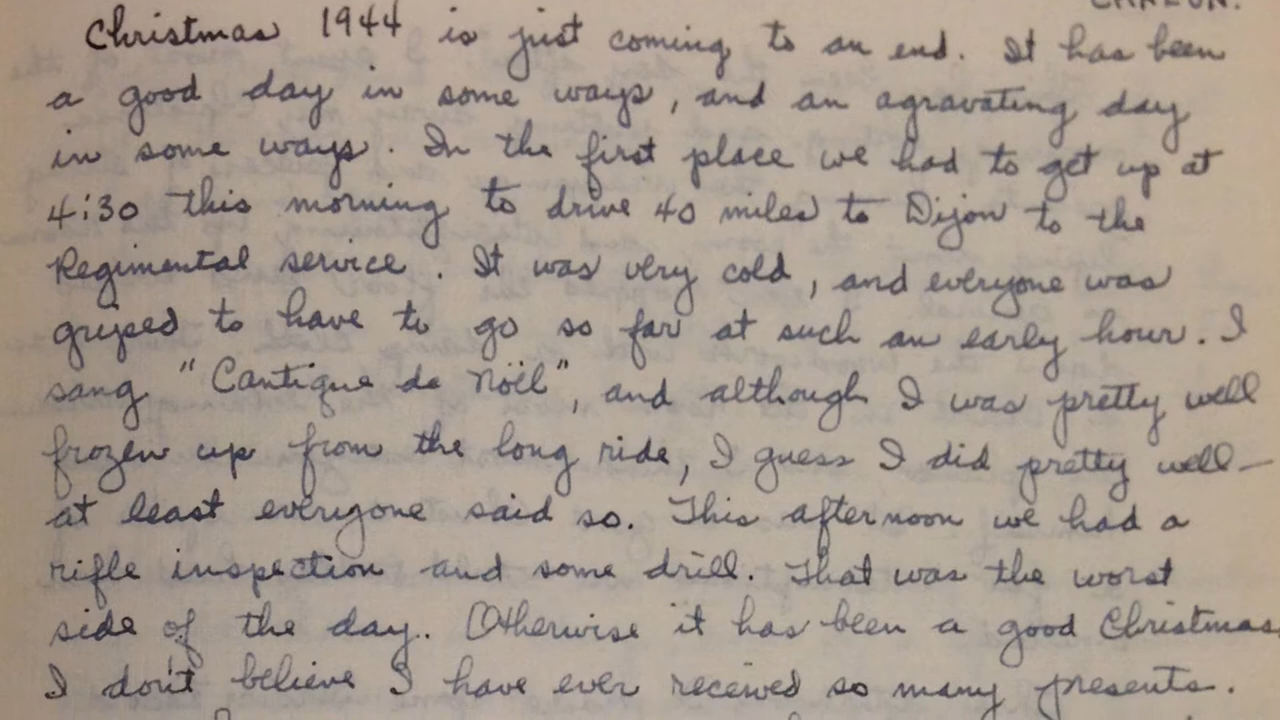 Christmas 1944 is just coming to an end. It has been
a good day in some ways, and an agravating day
in some ways. In the first place we had to get up at
4:30 this morning to drive 40 miles to Dijon to the
Regimental service. It was very cold, and everyone was
gryped to have to go so far at such an early hour. I
sang "Cantique de Nöel", and although I was pretty well
frozen up from the long ride, I guess I did pretty well—
at least everyone said so. This afternoon we had a
rifle inspection and some drill. That was the worst
side of the day. Otherwise it has been a good Christmas
I don't believe I have ever received so many presents.